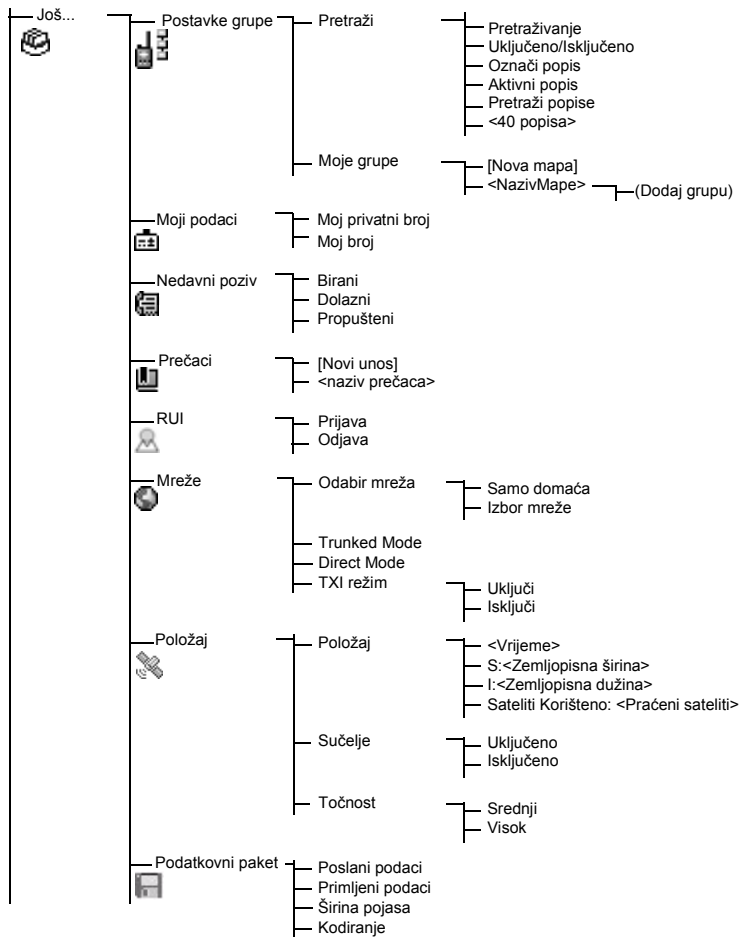 Još...
Postavke grupe
Pretraži
Pretraživanje
Uključeno/Isključeno
Označi popis
Aktivni popis
Pretraži popise
<40 popisa>
Moje grupe
[Nova mapa]
<NazivMape>
(Dodaj grupu)
Moji podaci
Moj privatni broj
Moj broj
Nedavni poziv
Birani
Dolazni
Propušteni
Prečaci
[Novi unos]
<naziv prečaca>
RUI
Prijava
Odjava
Mreže
Odabir mreža
Samo domaća
Izbor mreže
Trunked Mode
Direct Mode
TXI režim
Uključi
Isključi
Položaj
Položaj
<Vrijeme>
S:<Zemljopisna širina>
I:<Zemljopisna dužina>
Sateliti Korišteno: <Praćeni sateliti>
Sučelje
Uključeno
Isključeno
Točnost
Srednji
Visok
Podatkovni paket
Poslani podaci
Primljeni podaci
Širina pojasa
Kodiranje